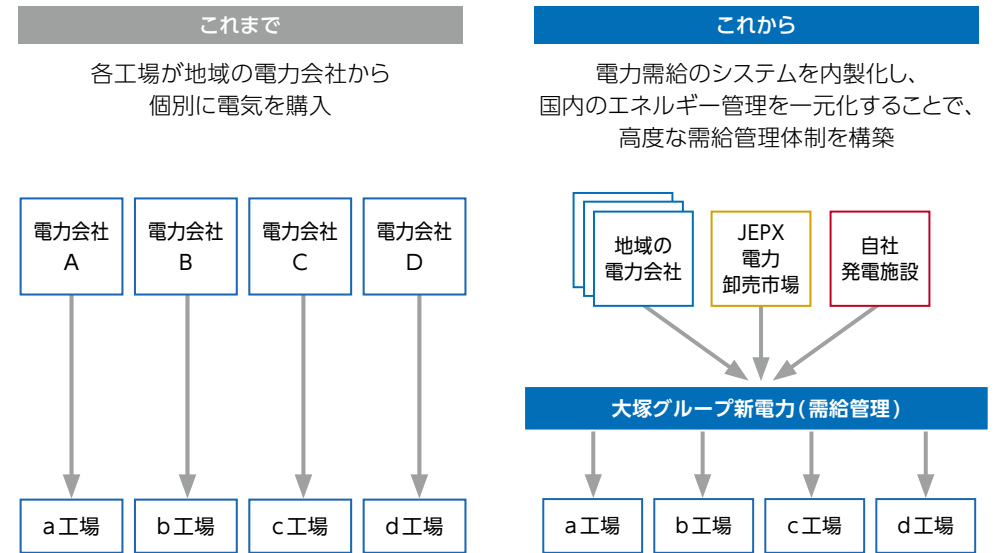 これまで
各工場が地域の電力会社から
個別に電気を購入
電力会社
A
電力会社
B
電力会社
C
電力会社
D
a工場
b工場
c工場
d工場
これから
電力需給のシステムを内製化し、
国内のエネルギー管理を一元化することで、
高度な需給管理体制を構築
地域の
電力会社
JEPX
電力
卸売市場
自社
発電施設
大塚グループ新電力(需給管理)
a工場
b工場
c工場
d工場